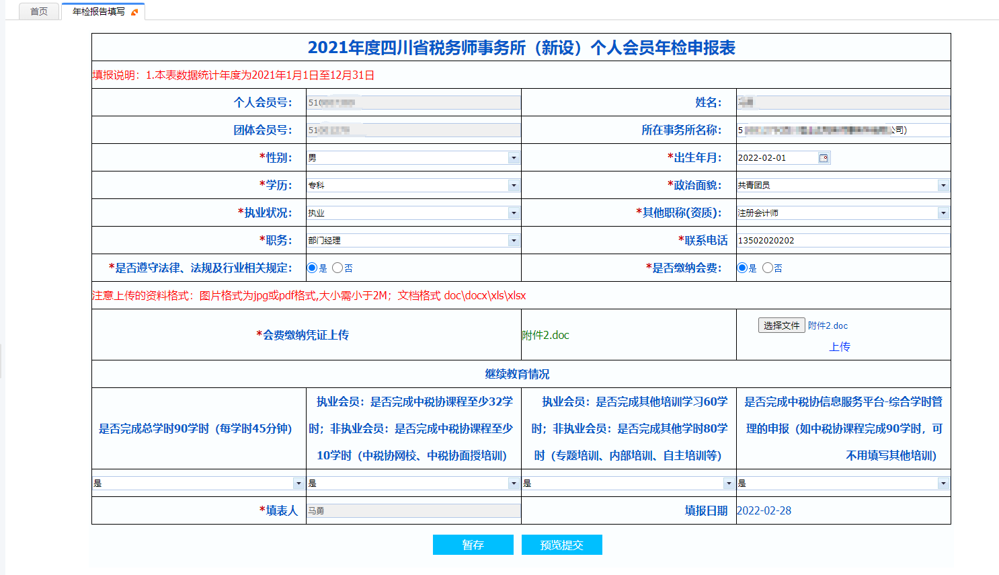 首页
年检报告填写
2021年度四川省税务师事务所（新设）个人会员年检申报表
填报说明：1.本表数据统计年度为2021年1月1日至12月31日
个人会员号：
510
姓名：
团体会员号：
51
所在事务所名称：
5
公司)
*性别：
男
*出生年月：
2022-02-01
*学历：
专科
*政治面貌：
共青团员
*执业状况：
执业
*其他职称(资质)：
注册会计师
*职务：
部门经理
*联系电话
13502020202
*是否遵守法律、法规及行业相关规定：
是 否
*是否缴纳会费：
是 否
注意上传的资料格式：图片格式为jpg或pdf格式,大小需小于2M；文档格式 doc\docx\xls\xlsx
*会费缴纳凭证上传
附件2.doc
选择文件 附件2.doc
上传
继续教育情况
是否完成总学时90学时（每学时45分钟）
执业会员：是否完成中税协课程至少32学
时；非执业会员：是否完成中税协课程至少
10学时（中税协网校、中税协面授培训）
执业会员：是否完成其他培训学习60学
时；非执业会员：是否完成其他学时80学
时（专题培训、内部培训、自主培训等）
是否完成中税协信息服务平台-综合学时管
理的申报（如中税协课程完成90学时，可
不用填写其他培训）
是
是
是
是
*填表人
马勇
填报日期
2022-02-28
暂存
预览提交